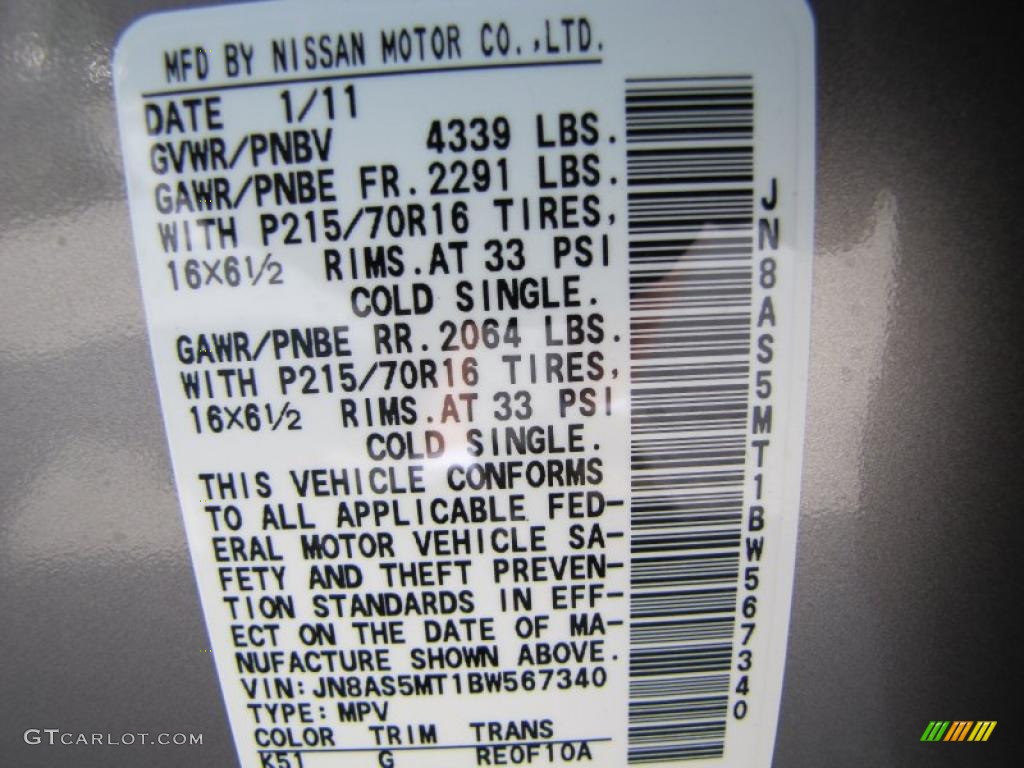 MFD BY NISSAN MOTOR CO.,LTD.
DATE 1/11
GVWR/PNBV 4339 LBS.
GAWR/PNBE FR. 2291 LBS.
WITH P215/70R16 TIRES,
16X6½ RIMS. AT 33 PSI
COLD SINGLE.
GAWR/PNBE RR. 2064 LBS.
WITH P215/70R16 TIRES,
16X6½ RIMS. AT 33 PSI
COLD SINGLE.
THIS VEHICLE CONFORMS
TO ALL APPLICABLE FED-
ERAL MOTOR VEHICLE SA-
FETY AND THEFT PREVEN-
TION STANDARDS IN EFF-
ECT ON THE DATE OF MA-
NUFACTURE SHOWN ABOVE.
VIN: JN8AS5MT1BW567340
TYPE: MPV
COLOR TRIM TRANS
K51 G RE0F10A
JN8AS5MT1BW567340
GTCARLOT.COM